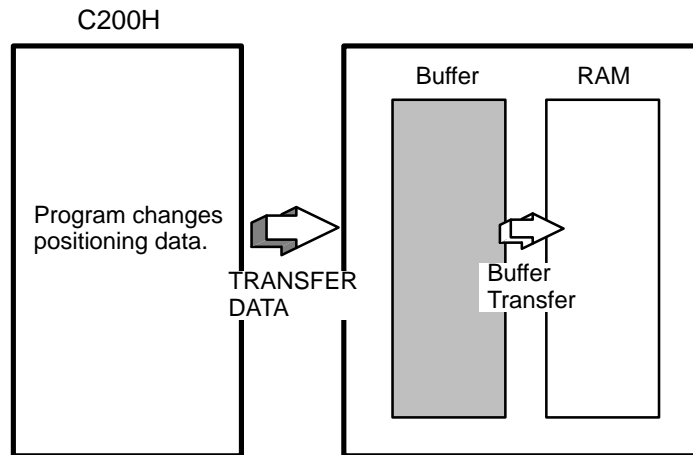 C200H
Buffer
RAM
Program changes
positioning data.
TRANSFER
DATA
Buffer
Transfer